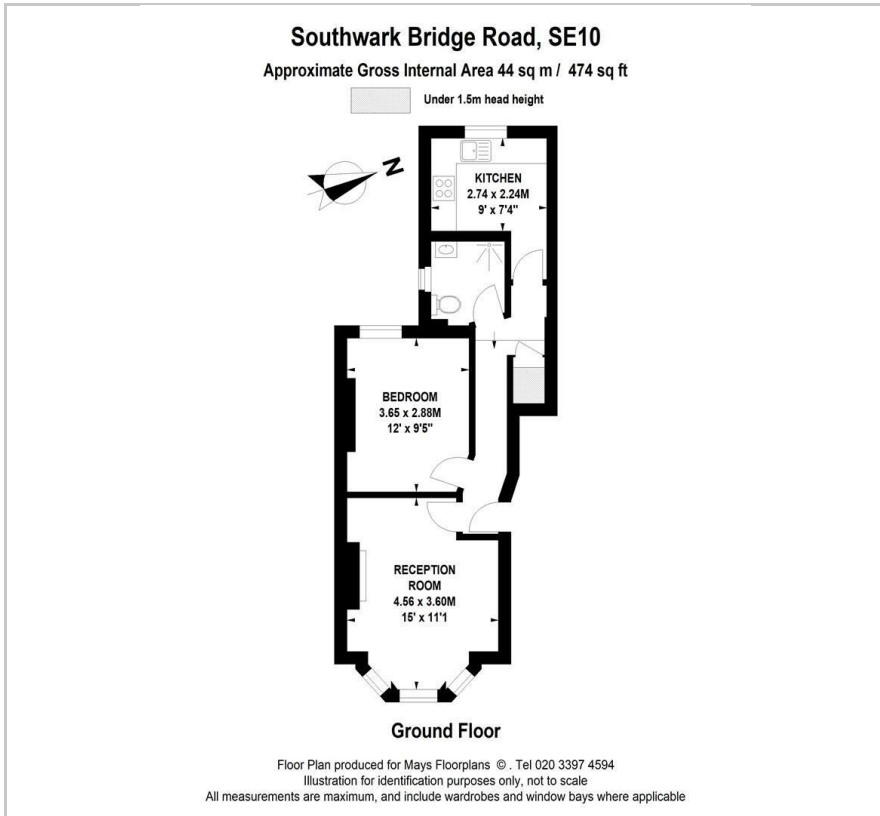 Southwark Bridge Road, SE10
Approximate Gross Internal Area 44 sq m / 474 sq ft
Under 1.5m head height
N
KITCHEN
2.74 x 2.24M
9' x 7'4"
BEDROOM
3.65 x 2.88M
12' x 9'5"
RECEPTION
ROOM
4.56 x 3.60M
15' x 11'1
Ground Floor
Floor Plan produced for Mays Floorplans © . Tel 020 3397 4594
Illustration for identification purposes only, not to scale
All measurements are maximum, and include wardrobes and window bays where applicable